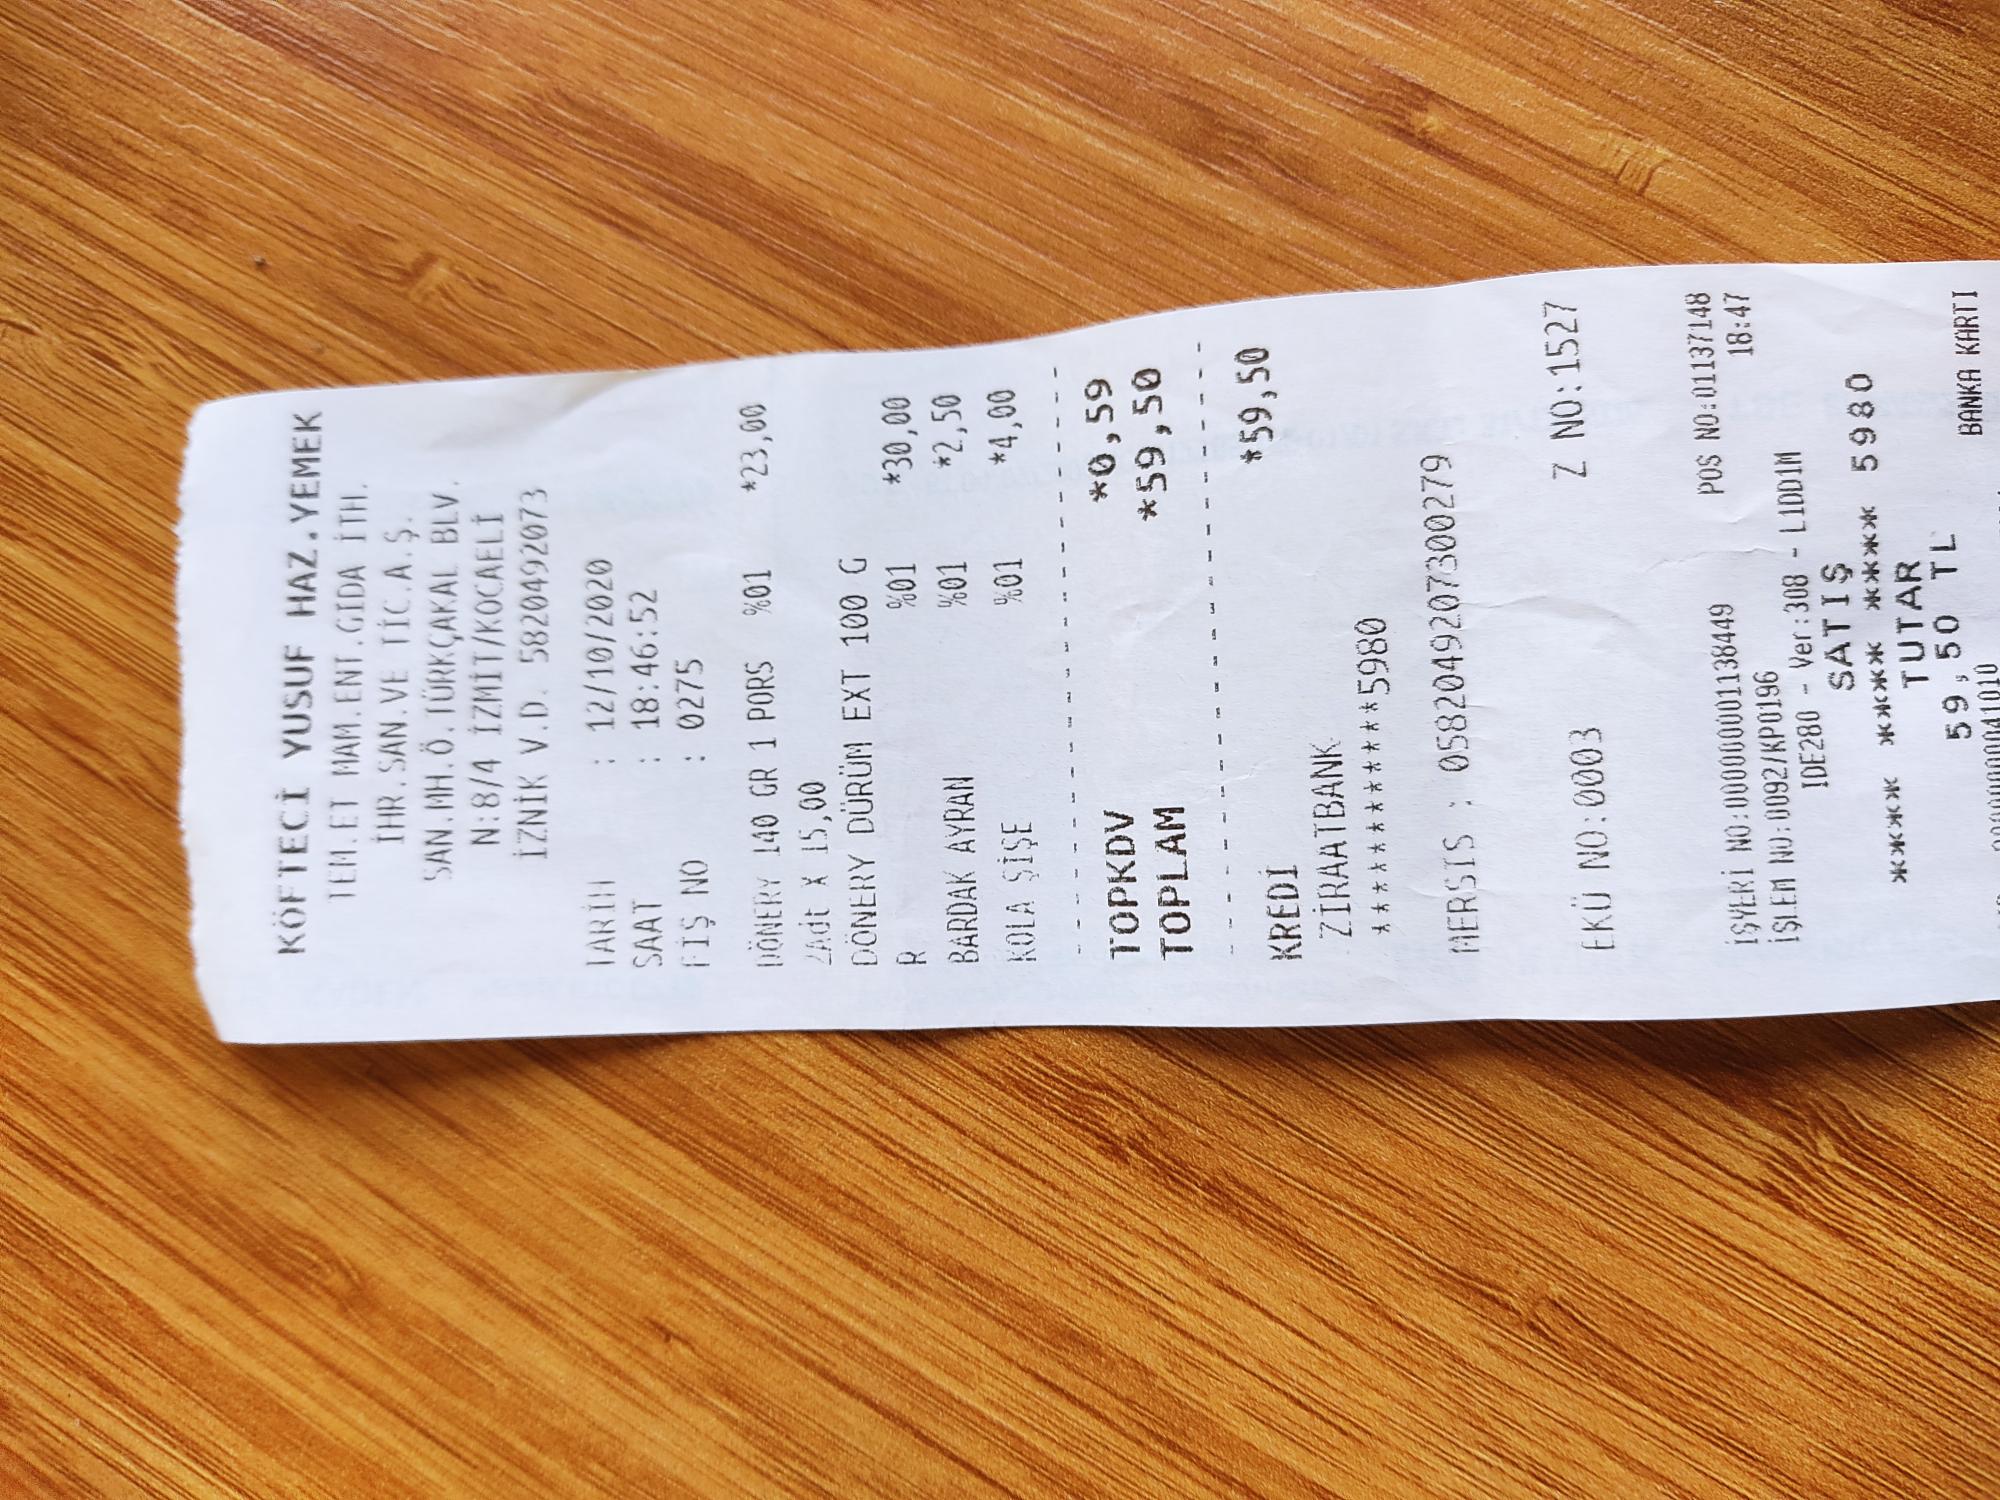 KÖFTECİ YUSUF HAZ.YEMEK
TEM.ET MAM.ENT.GIDA İTH.
İHR.SAN.VE TİC.A.Ş.
SAN.MH.Ö.TÜRKÇAKAL BLV.
N:8/4 İZMİT/KOCAELİ
İZNİK V.D. 5820492073
TARİH : 12/10/2020
SAAT : 18:46:52
FİŞ NO : 0275
DÖNERY 140 GR 1 PORS %01 *23,00
2Adt X 15,00
DÖNERY DÜRÜM EXT 100 G
R %01 *30,00
BARDAK AYRAN %01 *2,50
KOLA ŞİŞE %01 *4,00
TOPKDV *0,59
TOPLAM *59,50
KREDİ *59,50
ZİRAATBANK
************5980
MERSİS : 0582049207300279
EKÜ NO:0003 Z NO:1527
İŞYERİ NO:000000001138449 POS NO:01137148
İŞLEM NO:0092/KP0196 18:47
IDE280 - Ver:308 - L1DD1M
SATIŞ
**** **** **** 5980
TUTAR
59,50 TL
BANKA KARTI